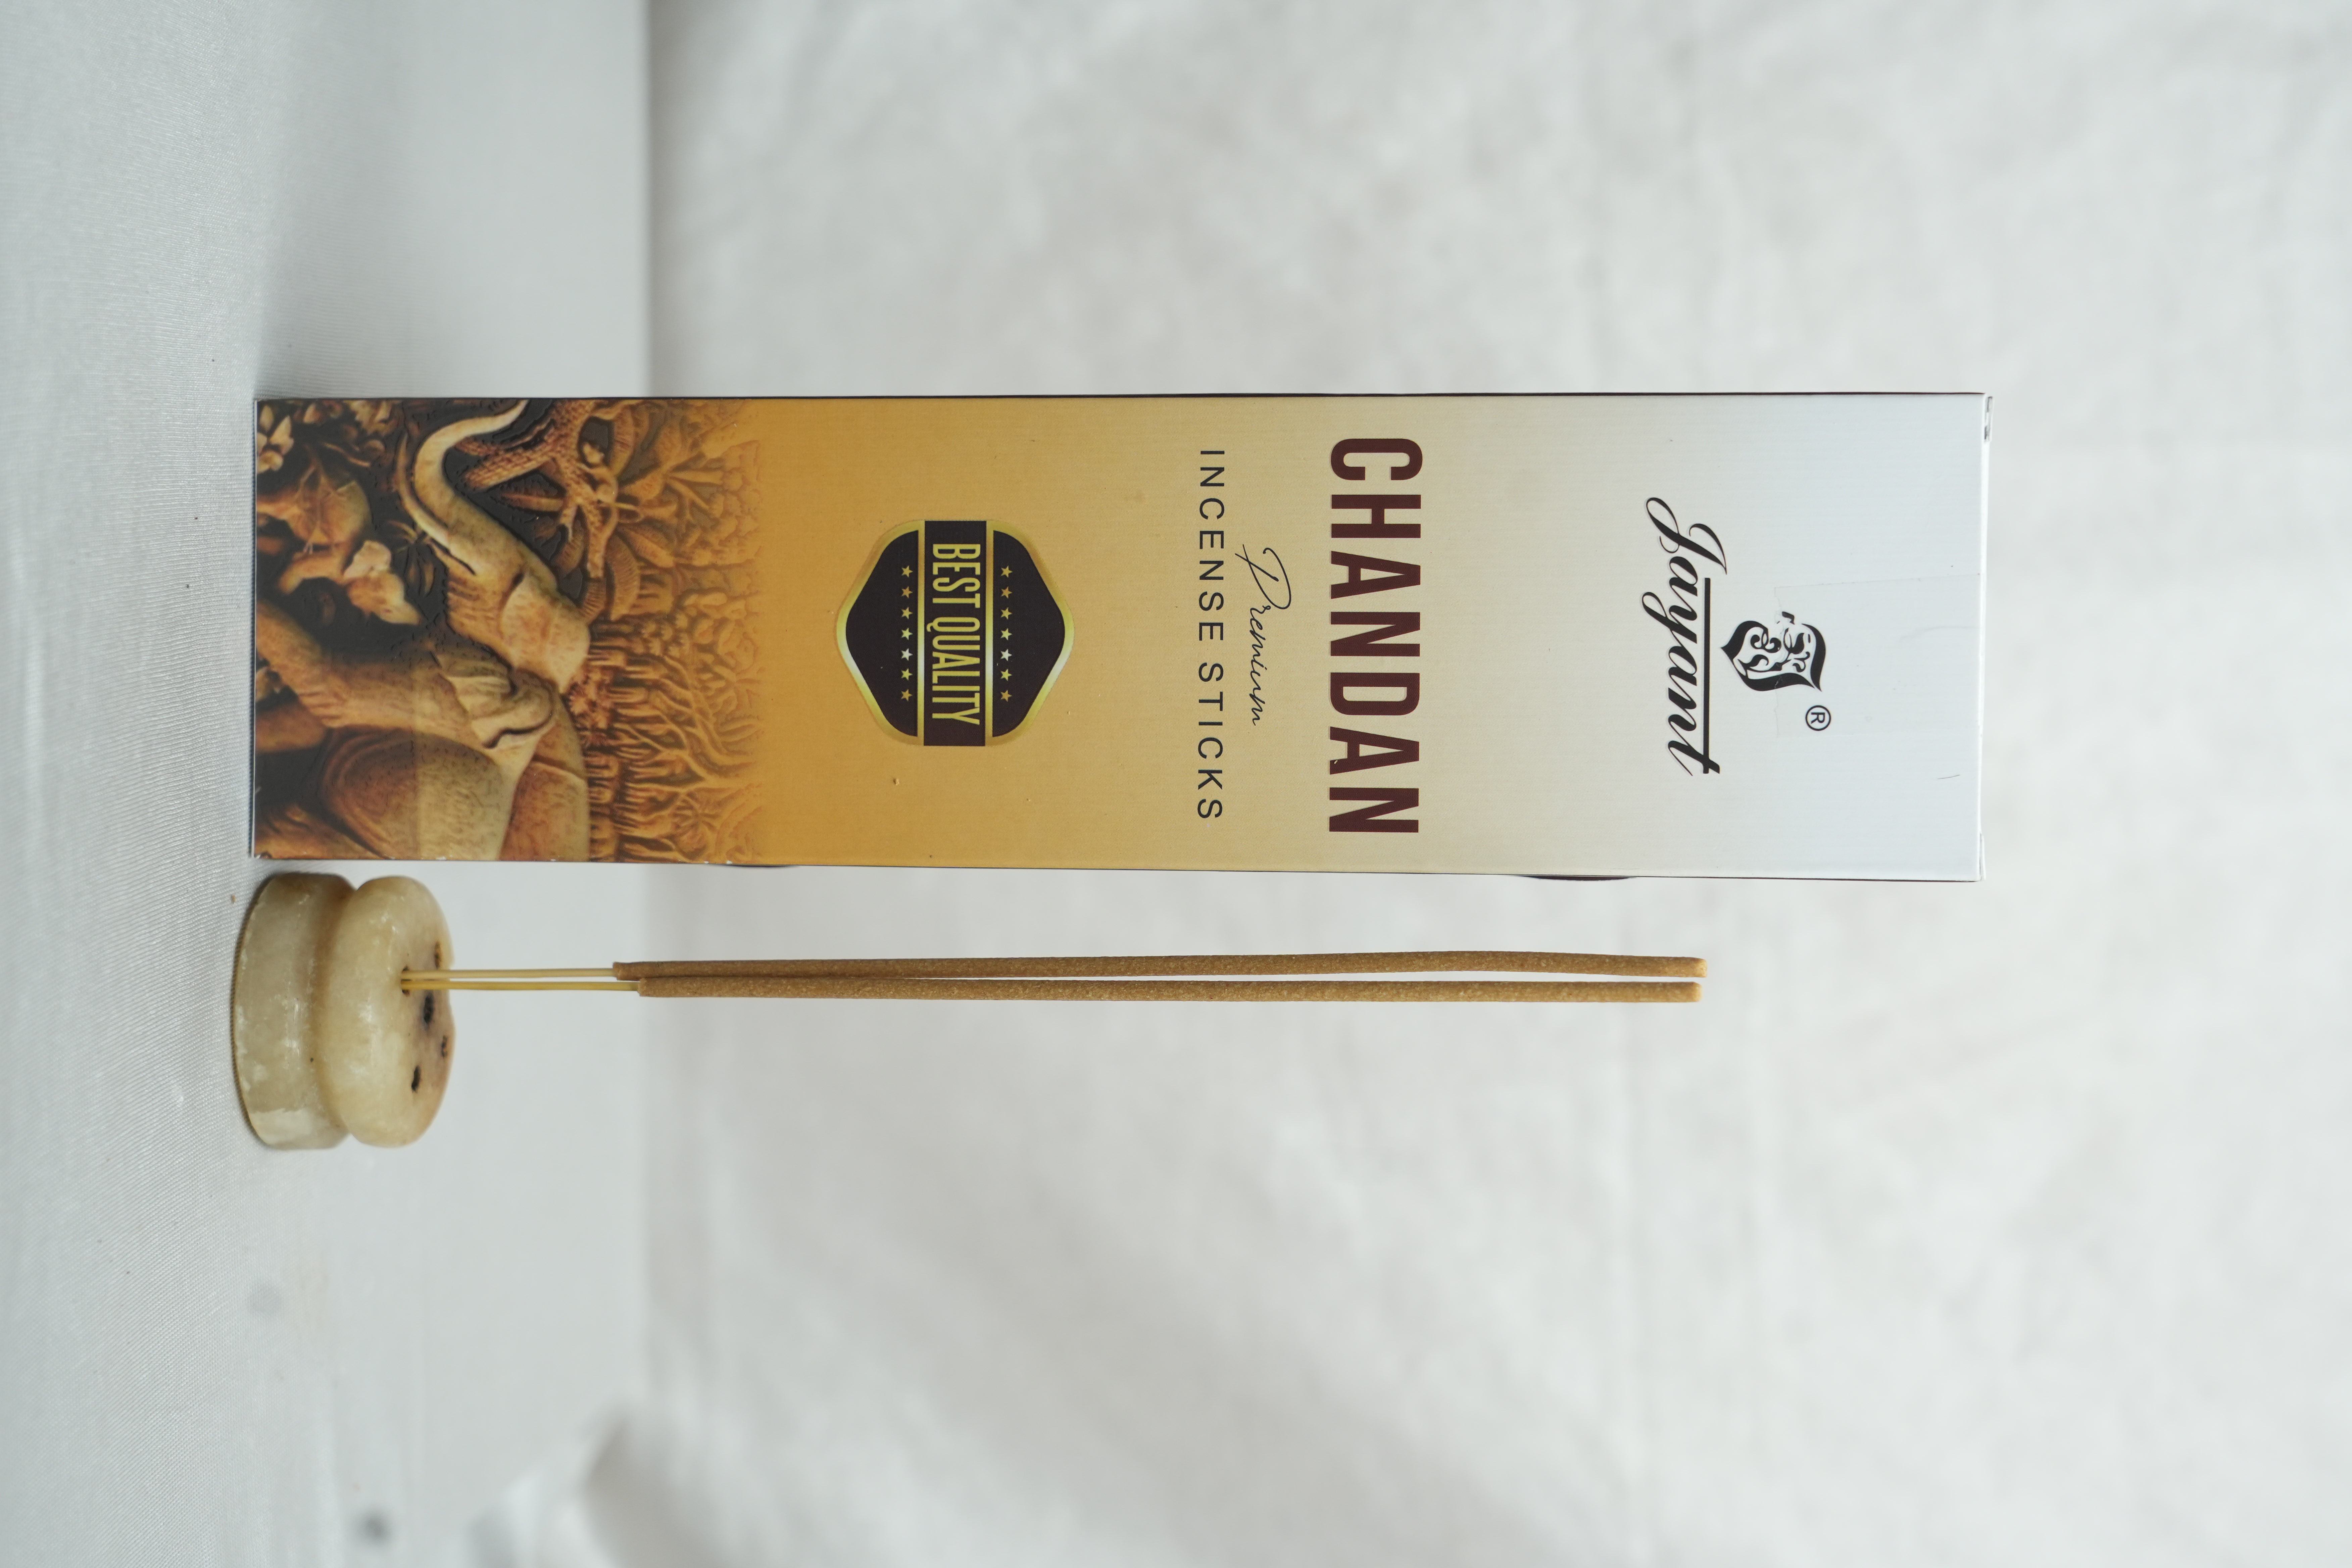 ®
Jayant
CHANDAN
Premium
INCENSE STICKS
BEST QUALITY